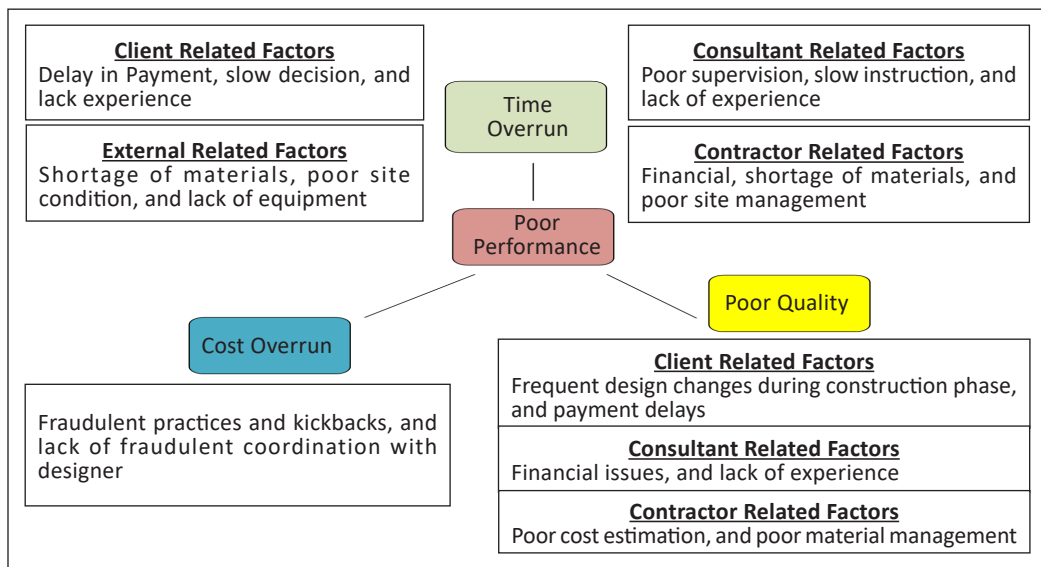 Client Related Factors
Delay in Payment, slow decision, and
lack experience
External Related Factors
Shortage of materials, poor site
condition, and lack of equipment
Time
Overrun
Consultant Related Factors
Poor supervision, slow instruction, and
lack of experience
Contractor Related Factors
Financial, shortage of materials, and
poor site management
Poor
Performance
Cost Overrun
Fraudulent practices and kickbacks, and
lack of fraudulent coordination with
designer
Poor Quality
Client Related Factors
Frequent design changes during construction phase,
and payment delays
Consultant Related Factors
Financial issues, and lack of experience
Contractor Related Factors
Poor cost estimation, and poor material management